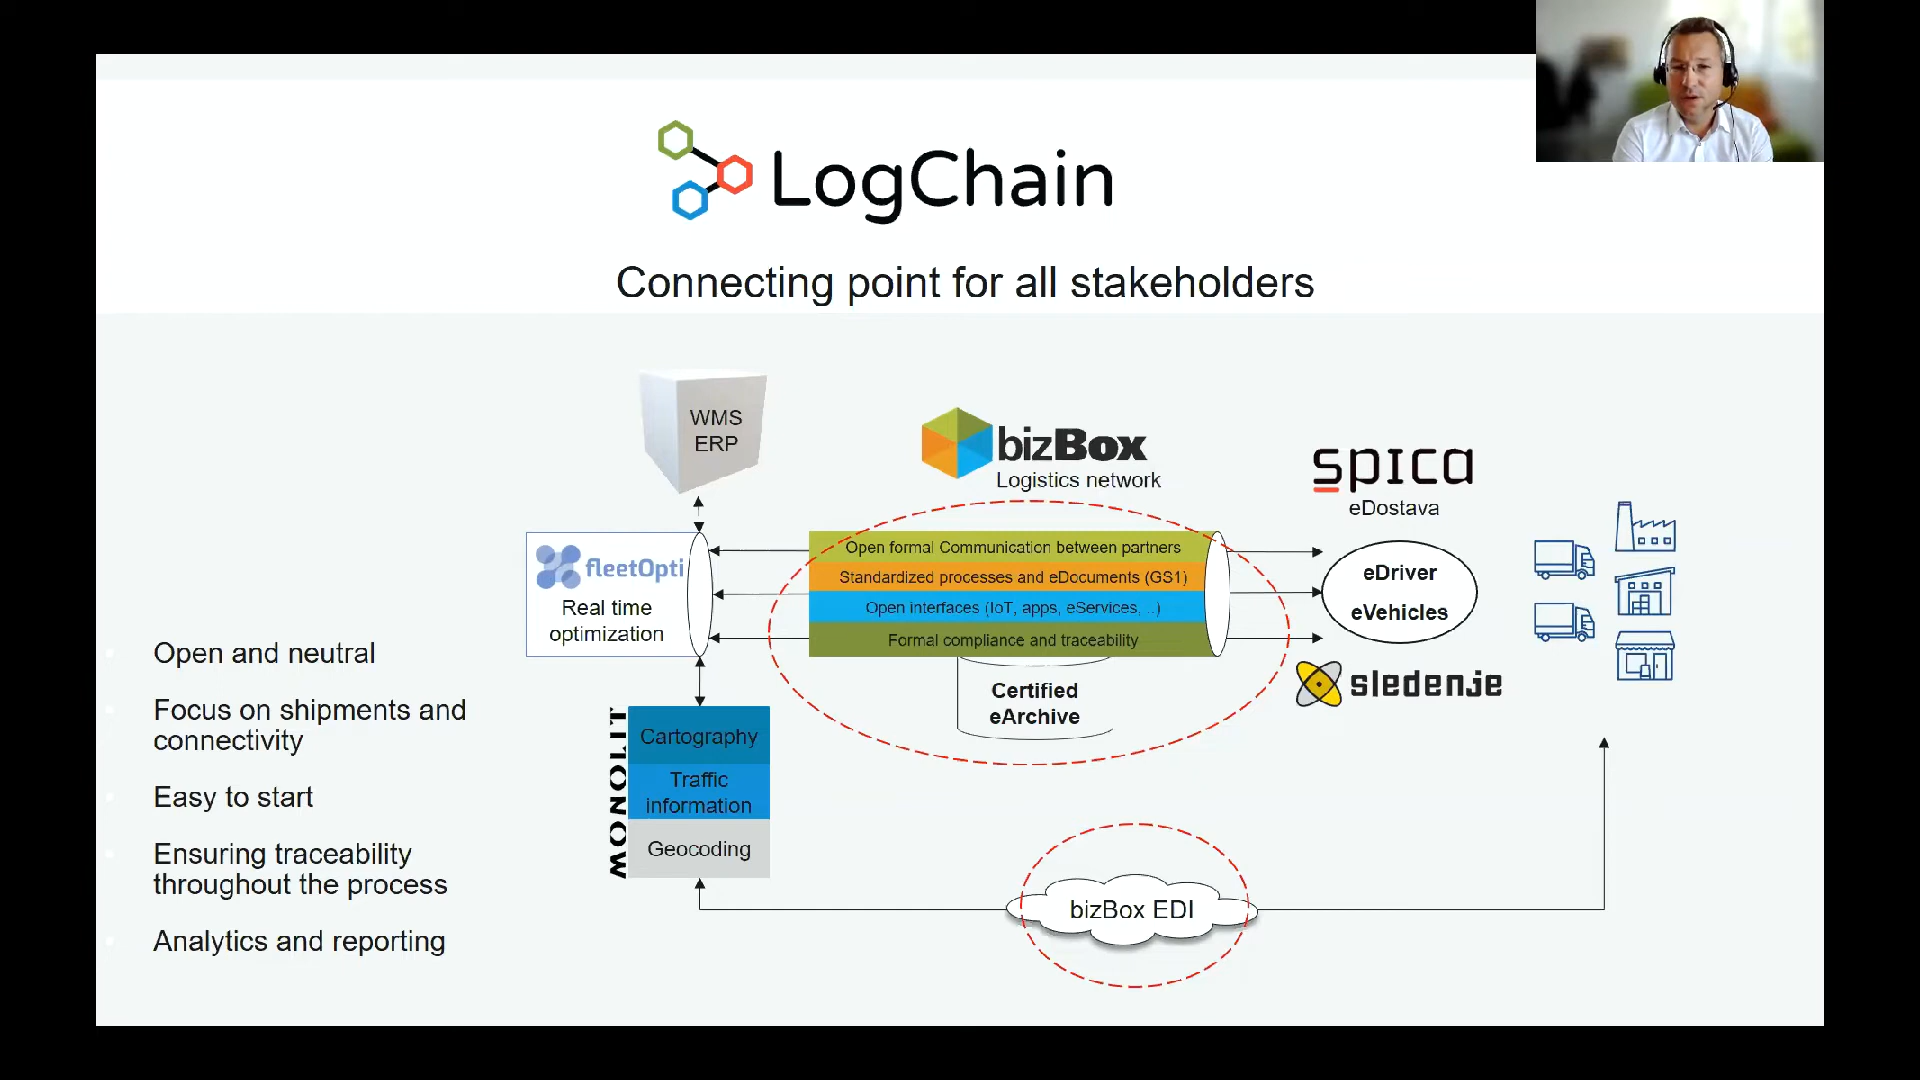 LogChain
Connecting point for all stakeholders
WMS
ERP
bizBox
Logistics network
spica
eDostava
fleetOpti
Real time
optimization
Open formal Communication between partners
Standardized processes and eDocuments (GS1)
Open interfaces (IoT, apps, eServices, ...)
Formal compliance and traceability
Certified
eArchive
eDriver
eVehicles
sledenje
MONOLIT
Cartography
Traffic
information
Geocoding
bizBox EDI
Open and neutral
Focus on shipments and
connectivity
Easy to start
Ensuring traceability
throughout the process
Analytics and reporting